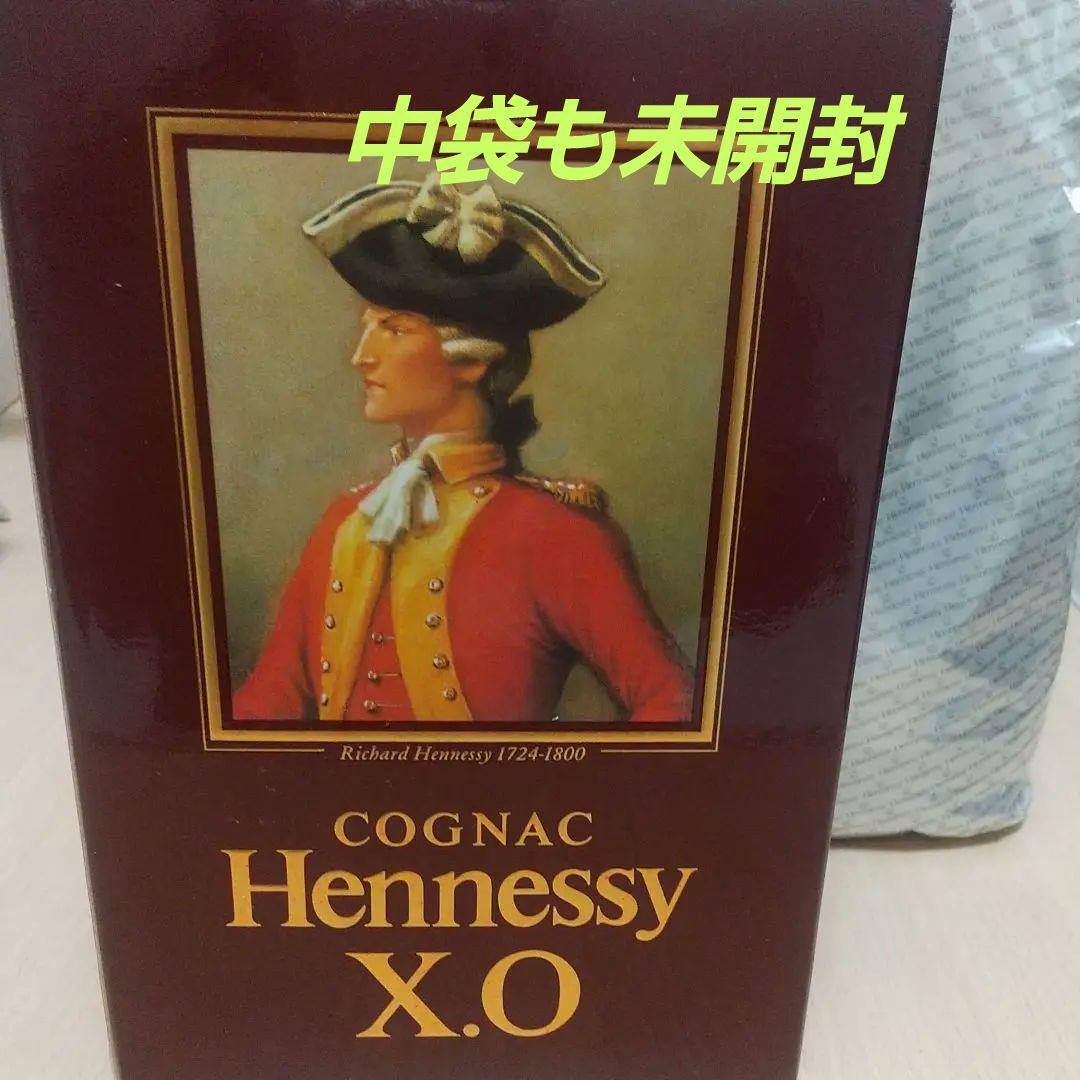 中袋も未開封
Richard Hennessy 1724-1800
COGNAC
Hennessy
X.O